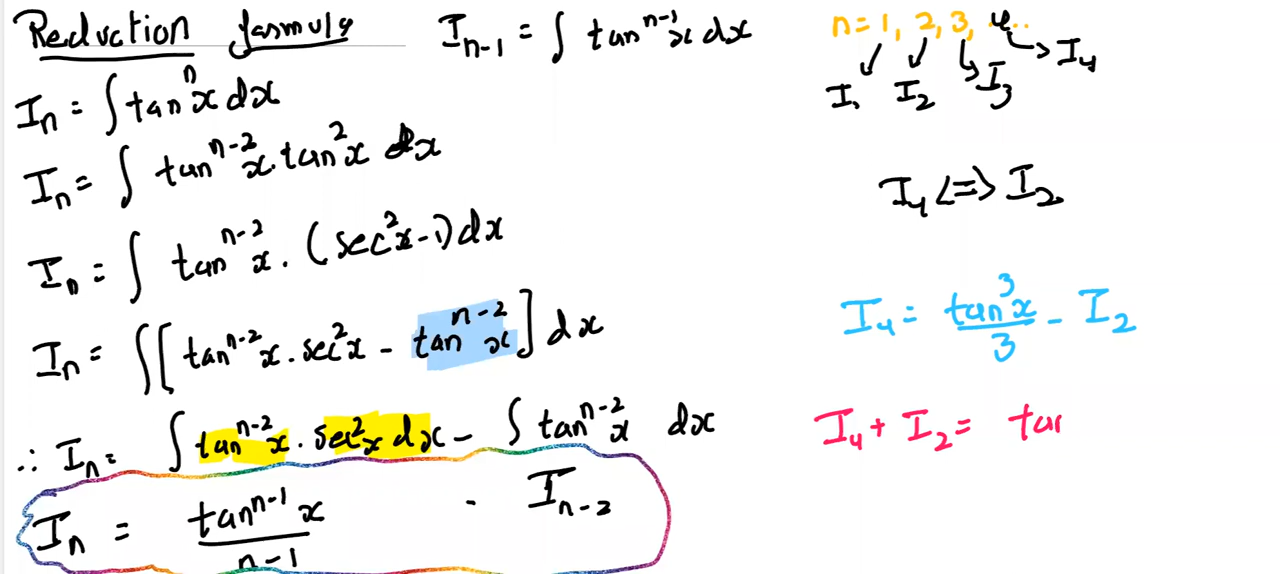 Reduction formula
I_{n-1} = ∫ tan^{n-1}x dx
I_n = ∫ tan^n x dx
I_n = ∫ tan^{n-2}x · tan^2 x dx
I_n = ∫ tan^{n-2}x · (sec^2 x - 1) dx
I_n = ∫ [tan^{n-2}x · sec^2 x - tan^{n-2}x] dx
∴ I_n = ∫ tan^{n-2}x · sec^2 x dx - ∫ tan^{n-2}x dx
I_n = tan^{n-1}x / n-1 - I_{n-2}
n = 1, 2, 3, 4...
I_1 I_2 I_3 I_4
I_4 <=> I_2
I_4 = tan^3 x / 3 - I_2
I_4 + I_2 = tan